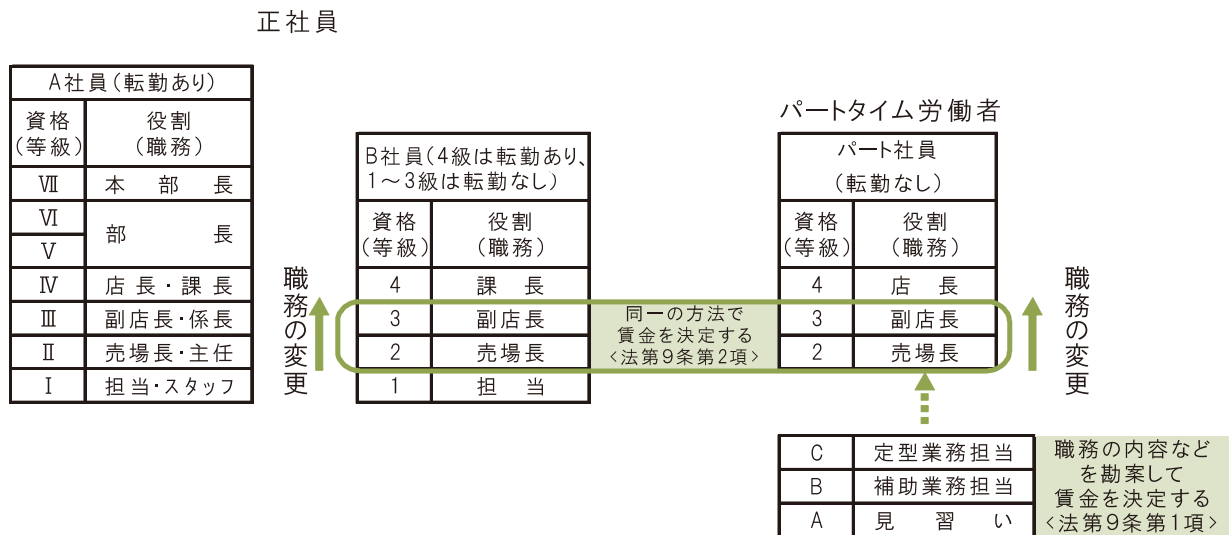 正社員
A社員(転勤あり)
資格
(等級)
役割
(職務)
Ⅶ 本部長
Ⅵ
部長
Ⅴ
Ⅳ 店長・課長
Ⅲ 副店長・係長
Ⅱ 売場長・主任
Ⅰ 担当・スタッフ
職務の変更
B社員(4級は転勤あり、
1〜3級は転勤なし)
資格
(等級)
役割
(職務)
4 課長
3 副店長
2 売場長
1 担当
同一の方法で
賃金を決定する
<法第9条第2項>
パートタイム労働者
パート社員
(転勤なし)
資格
(等級)
役割
(職務)
4 店長
3 副店長
2 売場長
職務の変更
C 定型業務担当
B 補助業務担当
A 見習い
職務の内容など
を勘案して
賃金を決定する
<法第9条第1項>